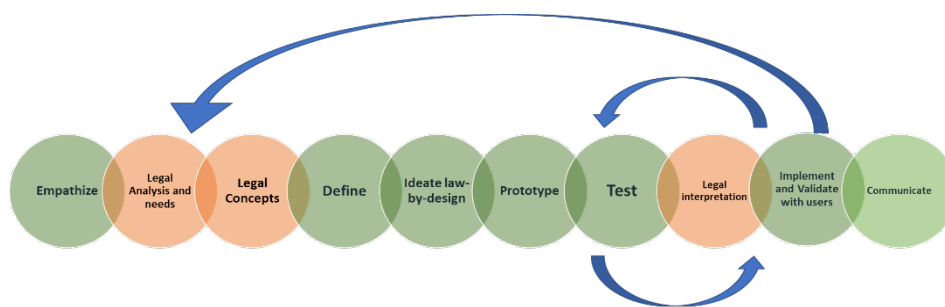 Empathize
Legal
Analysis and
needs
Legal
Concepts
Define
Ideate law-
by-design
Prototype
Test
Legal
interpretation
Implement
and Validate
with users
Communicate